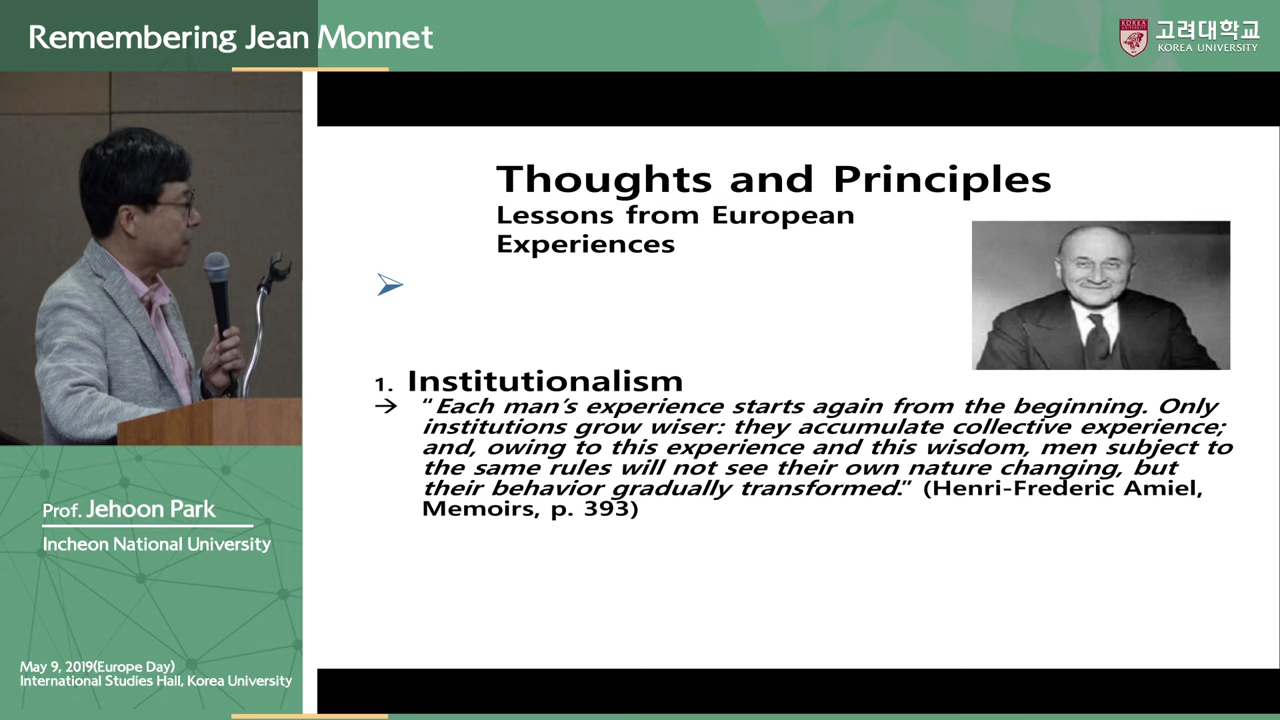 Remembering Jean Monnet
KOREA
UNIVERSITY
고려대학교
KOREA UNIVERSITY
Thoughts and Principles
Lessons from European
Experiences
1. Institutionalism
→ “Each man’s experience starts again from the beginning. Only
institutions grow wiser: they accumulate collective experience;
and, owing to this experience and this wisdom, men subject to
the same rules will not see their own nature changing, but
their behavior gradually transformed.” (Henri-Frederic Amiel,
Memoirs, p. 393)
Prof. Jehoon Park
Incheon National University
May 9, 2019(Europe Day)
International Studies Hall, Korea University